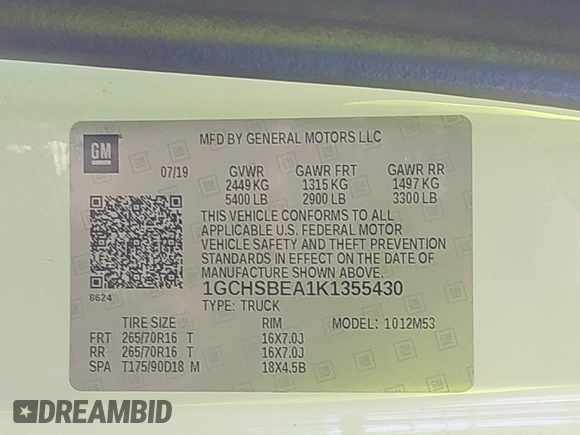 GM
MFD BY GENERAL MOTORS LLC
07/19 GVWR GAWR FRT GAWR RR
2449 KG 1315 KG 1497 KG
5400 LB 2900 LB 3300 LB
THIS VEHICLE CONFORMS TO ALL
APPLICABLE U.S. FEDERAL MOTOR
VEHICLE SAFETY AND THEFT PREVENTION
STANDARDS IN EFFECT ON THE DATE OF
MANUFACTURE SHOWN ABOVE.
8624 1GCHSBEA1K1355430
TYPE: TRUCK
TIRE SIZE RIM MODEL: 1012M53
FRT 265/70R16 T 16X7.0J
RR 265/70R16 T 16X7.0J
SPA T175/90D18 M 18X4.5B
DREAMBID